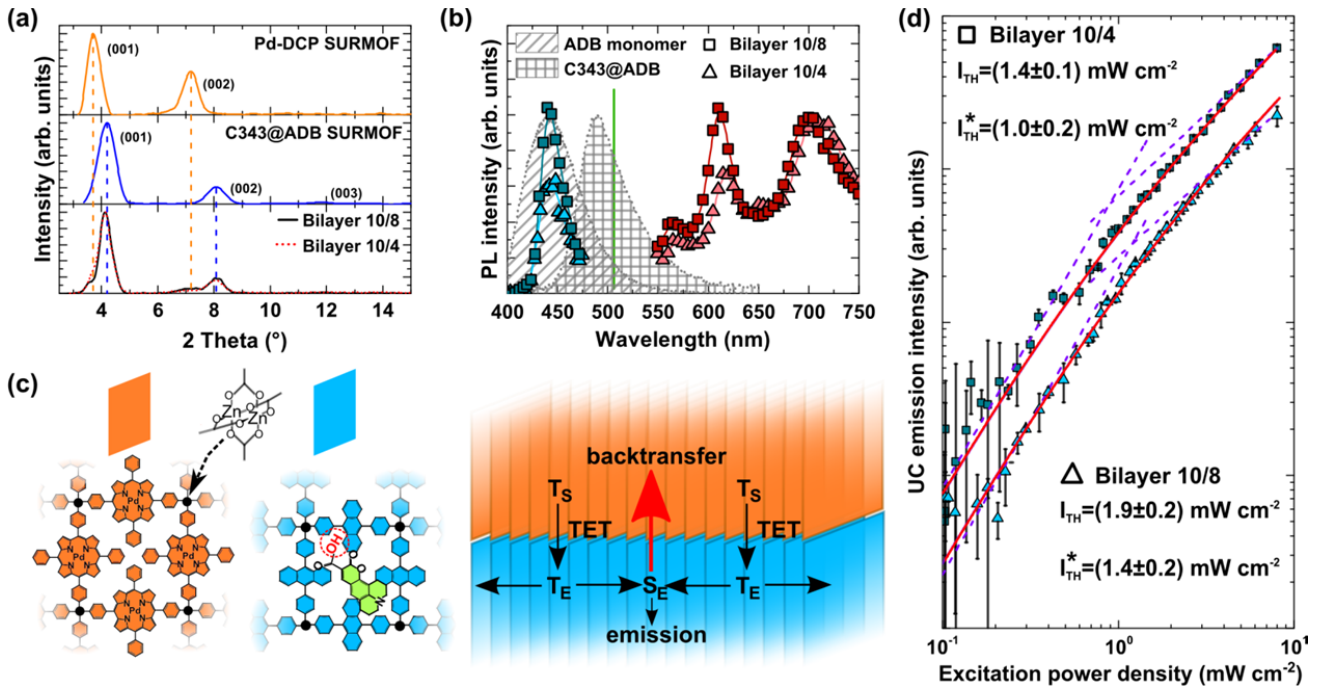 (a)
Intensity (arb. units)
Pd-DCP SURMOF
(001)
(002)
C343@ADB SURMOF
(001)
(002)
(003)
Bilayer 10/8
Bilayer 10/4
4 6 8 10 12 14
2 Theta (°)
(b)
PL intensity (arb. units)
ADB monomer
C343@ADB
Bilayer 10/8
Bilayer 10/4
400 450 500 550 600 650 700 750
Wavelength (nm)
(c)
Zn
Zn
O
O
O
O
O
O
O
O
N
N
N
N
Pd
N
N
N
N
Pd
N
N
N
N
Pd
N
N
N
N
Pd
OH
O
O
O
N
backtransfer
T_S
TET
T_S
TET
T_E
S_E
T_E
emission
(d)
UC emission intensity (arb. units)
Bilayer 10/4
I_TH=(1.4±0.1) mW cm⁻²
I*_TH=(1.0±0.2) mW cm⁻²
Bilayer 10/8
I_TH=(1.9±0.2) mW cm⁻²
I*_TH=(1.4±0.2) mW cm⁻²
10⁻¹ 10⁰ 10¹
Excitation power density (mW cm⁻²)